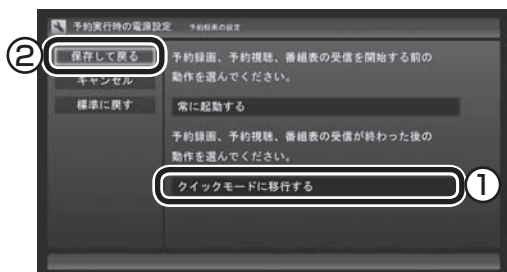 予約実行時の電源設定 予約録画の設定
②
保存して戻る
キャンセル
標準に戻す
予約録画、予約視聴、番組表の受信を開始する前の
動作を選んでください。
常に起動する
予約録画、予約視聴、番組表の受信が終わった後の
動作を選んでください。
クイックモードに移行する
①